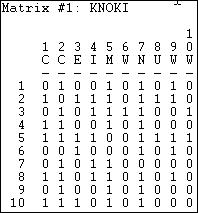 Matrix #1: KNOKI
1
1 2 3 4 5 6 7 8 9 0
C C E I M W N U W W
- - - - - - - - - -
1 0 1 0 0 1 0 1 0 1 0
2 1 0 1 1 1 0 1 1 1 0
3 0 1 0 1 1 1 1 0 0 1
4 1 1 0 0 1 0 1 0 0 0
5 1 1 1 1 0 0 1 1 1 1
6 0 0 1 0 0 0 1 0 1 0
7 0 1 0 1 1 0 0 0 0 0
8 1 1 0 1 1 0 1 0 1 0
9 0 1 0 0 1 0 1 0 0 0
10 1 1 1 0 1 0 1 0 0 0